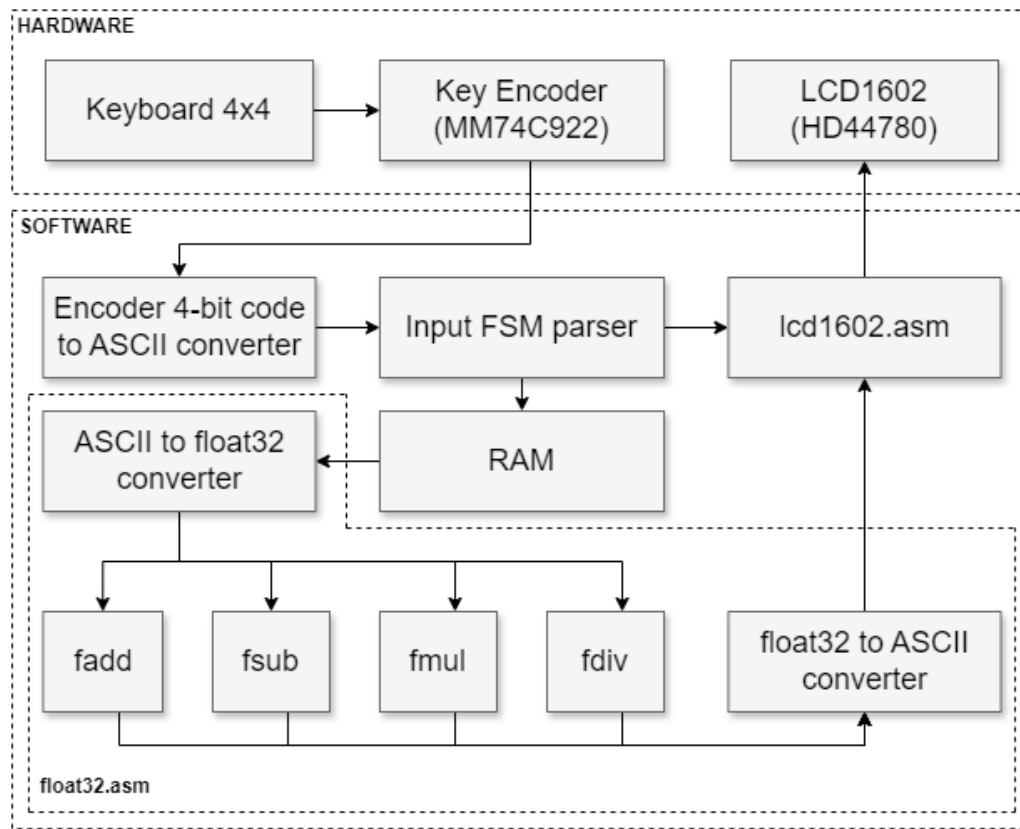 HARDWARE
Keyboard 4x4
Key Encoder
(MM74C922)
LCD1602
(HD44780)
SOFTWARE
Encoder 4-bit code
to ASCII converter
Input FSM parser
lcd1602.asm
ASCII to float32
converter
RAM
fadd
fsub
fmul
fdiv
float32 to ASCII
converter
float32.asm